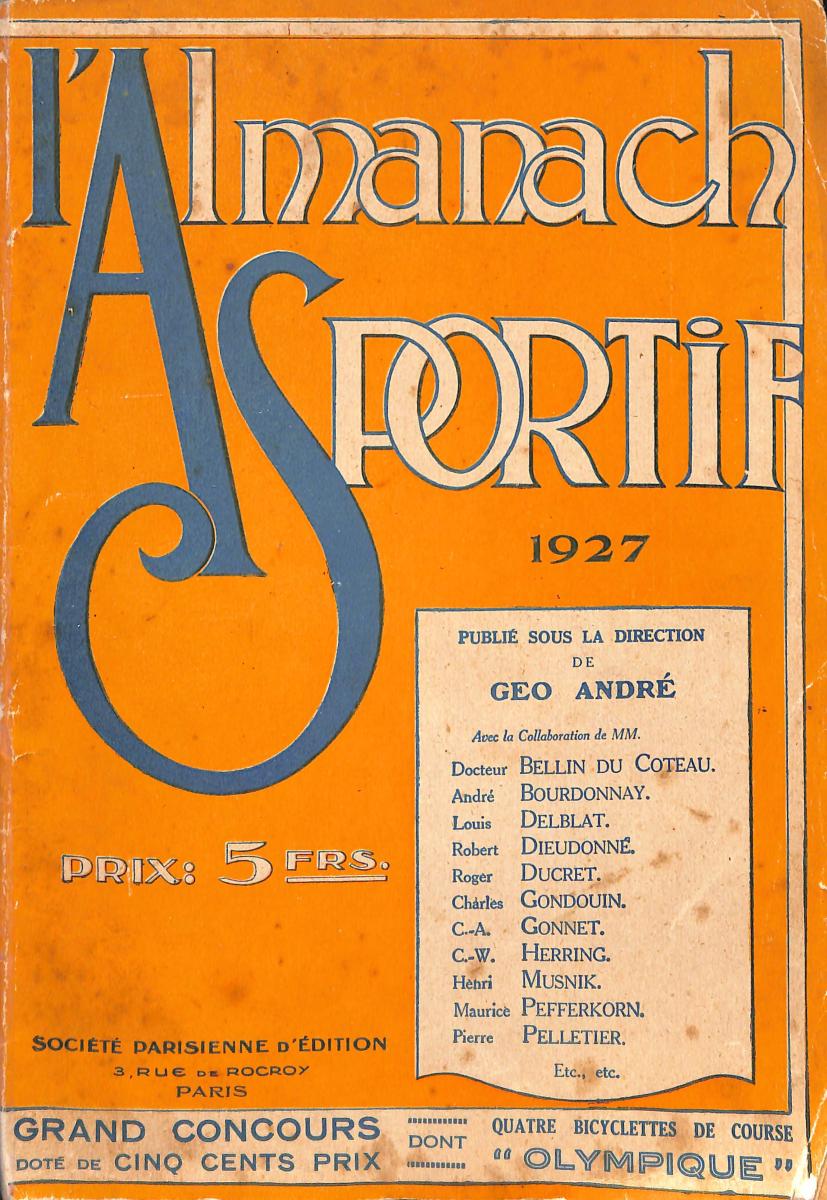 l'Almanach
SPORTiF
1927
PUBLIÉ SOUS LA DIRECTION
DE
GEO ANDRÉ
Avec la Collaboration de MM.
Docteur BELLIN DU COTEAU.
André BOURDONNAY.
Louis DELBLAT.
Robert DIEUDONNÉ.
Roger DUCRET.
Charles GONDOUIN.
C.-A. GONNET.
C.-W. HERRING.
Henri MUSNIK.
Maurice PEFFERKORN.
Pierre PELLETIER.
Etc., etc.
PRIX: 5 FRS.
SOCIÉTÉ PARISIENNE D'ÉDITION
3, RUE DE ROCROY
PARIS
GRAND CONCOURS
DOTÉ DE CINQ CENTS PRIX
DONT
QUATRE BICYCLETTES DE COURSE
"OLYMPIQUE"